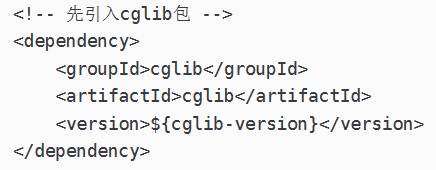 <!-- 先引入cglib包 -->
<dependency>
    <groupId>cglib</groupId>
    <artifactId>cglib</artifactId>
    <version>${cglib-version}</version>
</dependency>